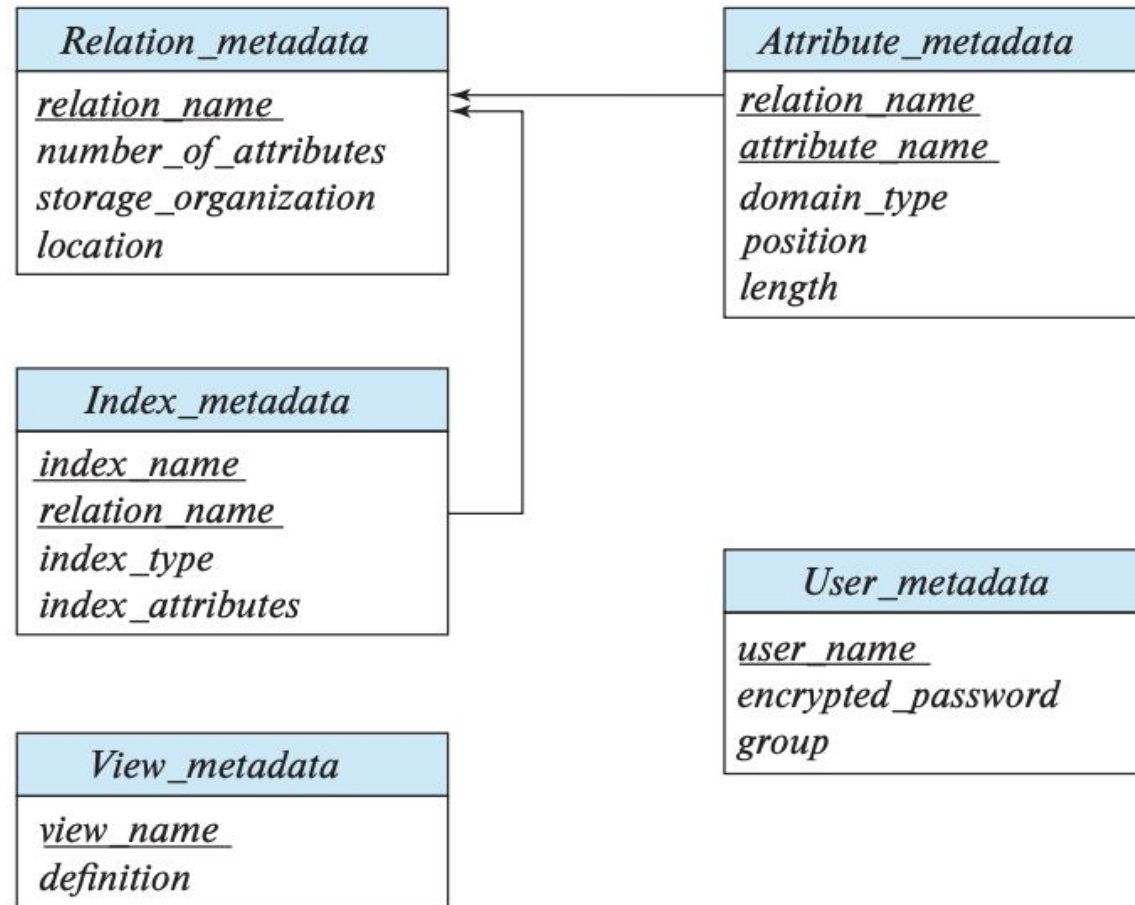 Relation_metadata
relation_name
number_of_attributes
storage_organization
location
Attribute_metadata
relation_name
attribute_name
domain_type
position
length
Index_metadata
index_name
relation_name
index_type
index_attributes
User_metadata
user_name
encrypted_password
group
View_metadata
view_name
definition